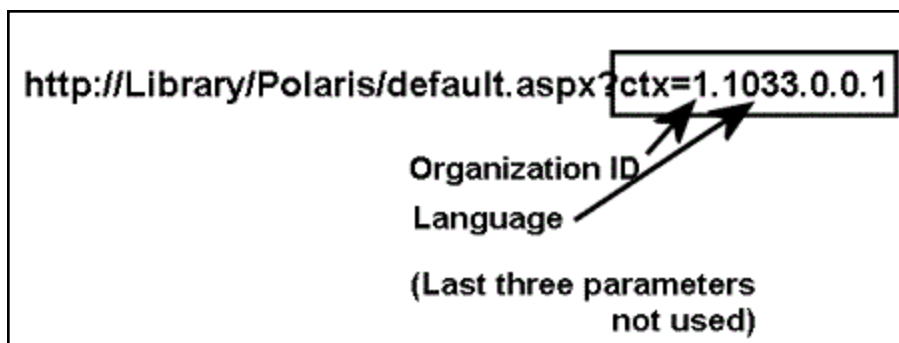 http://Library/Polaris/default.aspx?ctx=1.1033.0.0.1
Organization ID
Language
(Last three parameters
not used)